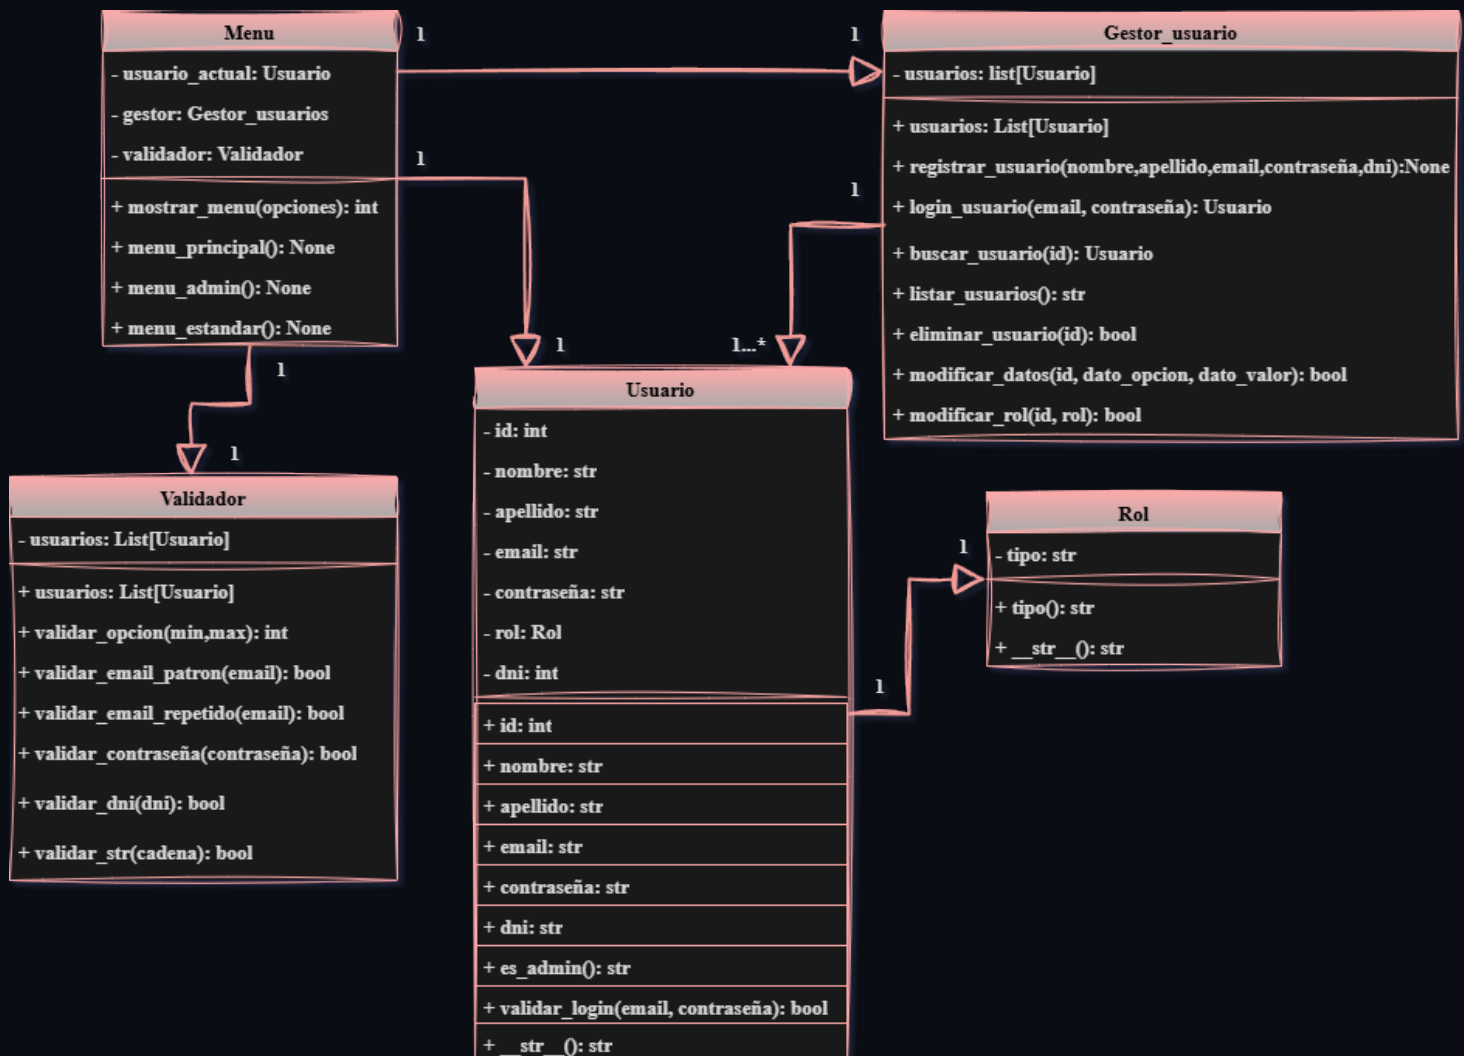 Menu
- usuario_actual: Usuario
- gestor: Gestor_usuarios
- validador: Validador
+ mostrar_menu(opciones): int
+ menu_principal(): None
+ menu_admin(): None
+ menu_estandar(): None
1
1
1
1
Gestor_usuario
- usuarios: list[Usuario]
+ usuarios: List[Usuario]
+ registrar_usuario(nombre,apellido,email,contraseña,dni):None
+ login_usuario(email, contraseña): Usuario
+ buscar_usuario(id): Usuario
+ listar_usuarios(): str
+ eliminar_usuario(id): bool
+ modificar_datos(id, dato_opcion, dato_valor): bool
+ modificar_rol(id, rol): bool
1
1
1...*
1
Validador
- usuarios: List[Usuario]
+ usuarios: List[Usuario]
+ validar_opcion(min,max): int
+ validar_email_patron(email): bool
+ validar_email_repetido(email): bool
+ validar_contraseña(contraseña): bool
+ validar_dni(dni): bool
+ validar_str(cadena): bool
Usuario
- id: int
- nombre: str
- apellido: str
- email: str
- contraseña: str
- rol: Rol
- dni: int
+ id: int
+ nombre: str
+ apellido: str
+ email: str
+ contraseña: str
+ dni: str
+ es_admin(): str
+ validar_login(email, contraseña): bool
+ __str__(): str
1
1
Rol
- tipo: str
+ tipo(): str
+ __str__(): str